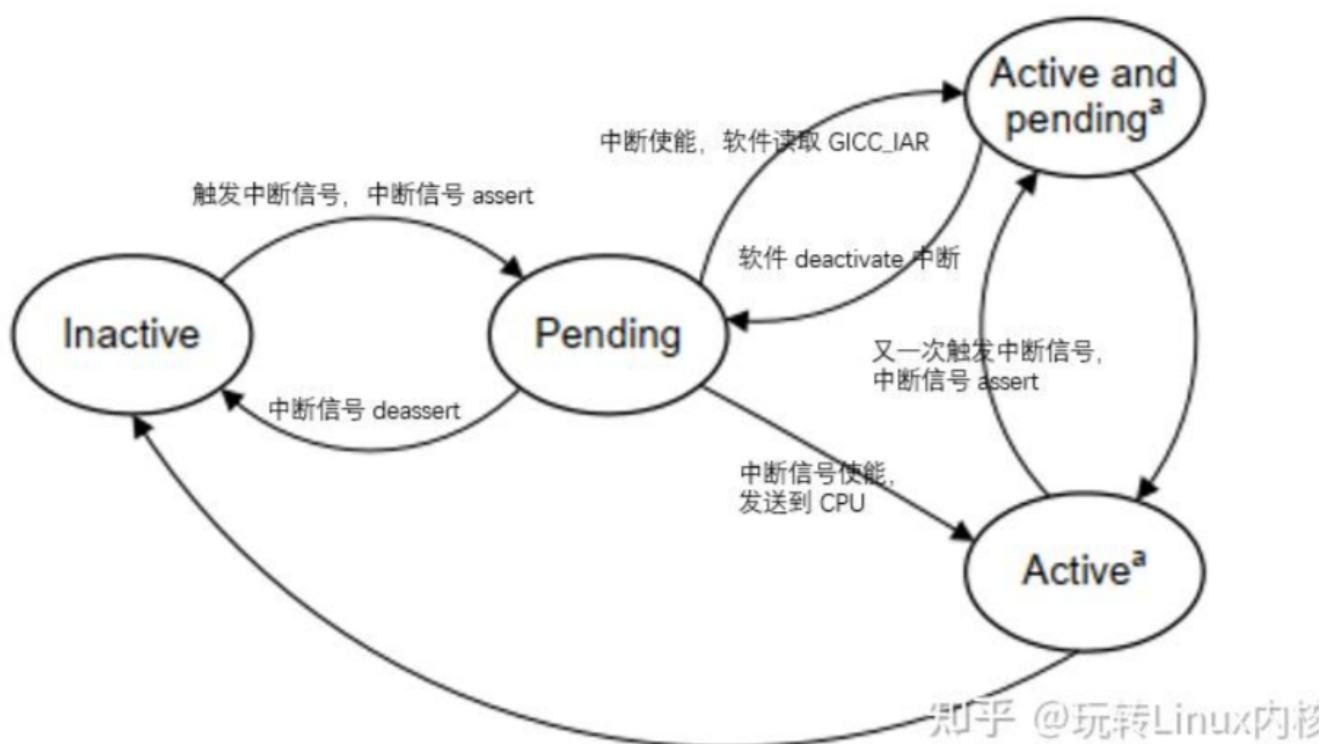 Active and
pendingᵃ
中断使能，软件读取 GICC_IAR
触发中断信号，中断信号 assert
软件 deactivate 中断
Inactive
Pending
又一次触发中断信号，
中断信号 assert
中断信号 deassert
中断信号使能，
发送到 CPU
Activeᵃ
知乎 @玩转Linux内核